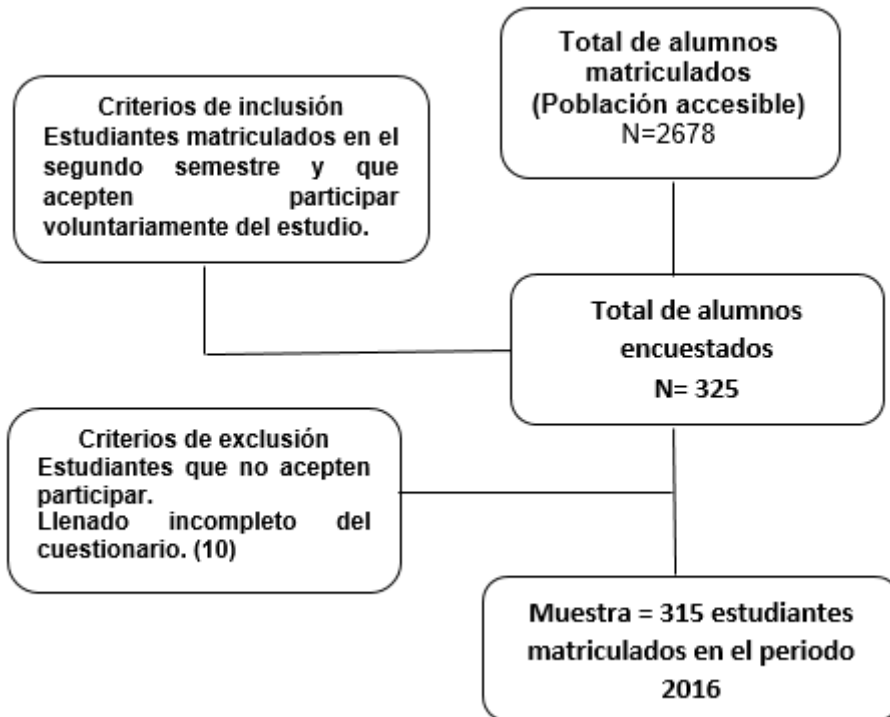 Total de alumnos
matriculados
(Población accesible)
N=2678
Criterios de inclusión
Estudiantes matriculados en el
segundo semestre y que
acepten participar
voluntariamente del estudio.
Total de alumnos
encuestados
N= 325
Criterios de exclusión
Estudiantes que no acepten
participar.
Llenado incompleto del
cuestionario. (10)
Muestra = 315 estudiantes
matriculados en el periodo
2016